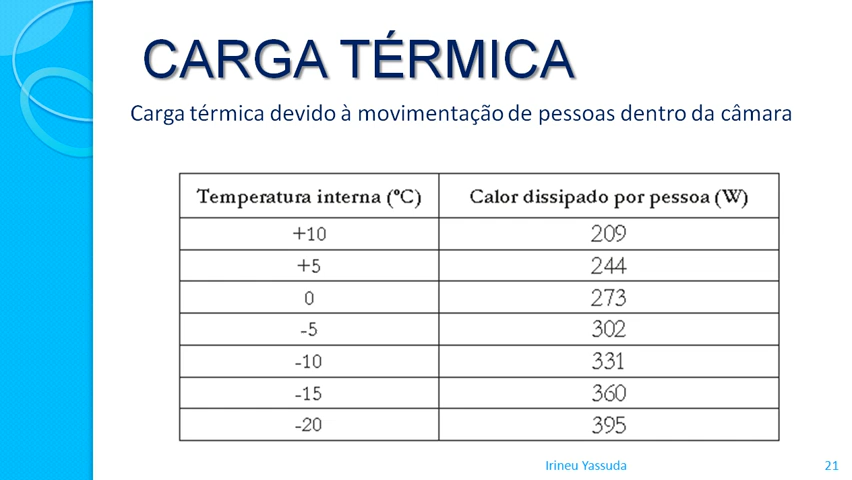 CARGA TÉRMICA
Carga térmica devido à movimentação de pessoas dentro da câmara
Temperatura interna (°C) Calor dissipado por pessoa (W)
+10 209
+5 244
0 273
-5 302
-10 331
-15 360
-20 395
Irineu Yassuda 21